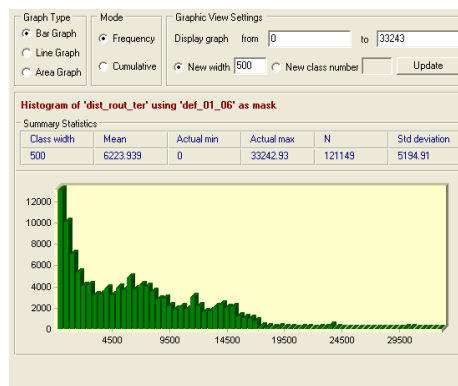 Graph Type
Mode
Graphic View Settings
Bar Graph
Frequency
Display graph from 0 to 33243
Line Graph
Area Graph
Cumulative
New width 500 New class number Update
Histogram of 'dist_rout_ter' using 'def_01_06' as mask
Summary Statistics
Class width Mean Actual min Actual max N Std deviation
500 6223.939 0 33242.93 121149 5194.91
12000
10000
8000
6000
4000
2000
0
4500 9500 14500 19500 24500 29500